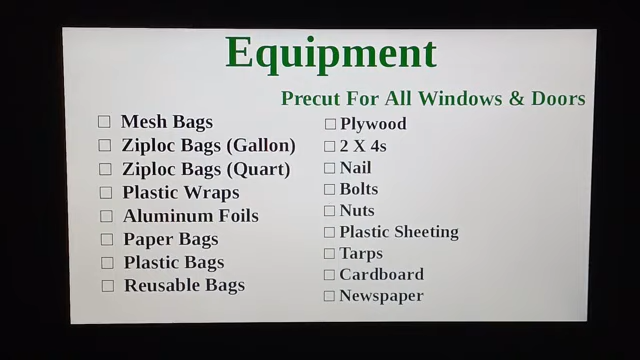 Equipment
Precut For All Windows & Doors
☐ Mesh Bags
☐ Ziploc Bags (Gallon)
☐ Ziploc Bags (Quart)
☐ Plastic Wraps
☐ Aluminum Foils
☐ Paper Bags
☐ Plastic Bags
☐ Reusable Bags
☐ Plywood
☐ 2 X 4s
☐ Nail
☐ Bolts
☐ Nuts
☐ Plastic Sheeting
☐ Tarps
☐ Cardboard
☐ Newspaper